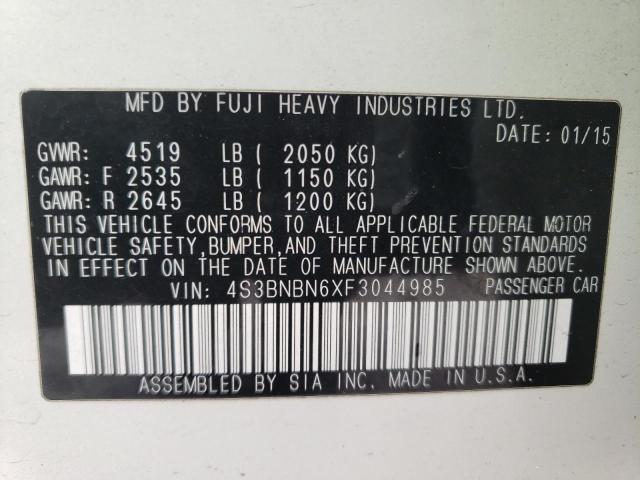 MFD BY FUJI HEAVY INDUSTRIES LTD.
DATE: 01/15
GVWR: 4519 LB ( 2050 KG)
GAWR: F 2535 LB ( 1150 KG)
GAWR: R 2645 LB ( 1200 KG)
THIS VEHICLE CONFORMS TO ALL APPLICABLE FEDERAL MOTOR
VEHICLE SAFETY, BUMPER, AND THEFT PREVENTION STANDARDS
IN EFFECT ON THE DATE OF MANUFACTURE SHOWN ABOVE.
VIN: 4S3BNBN6XF3044985 PASSENGER CAR
ASSEMBLED BY SIA INC. MADE IN U.S.A.